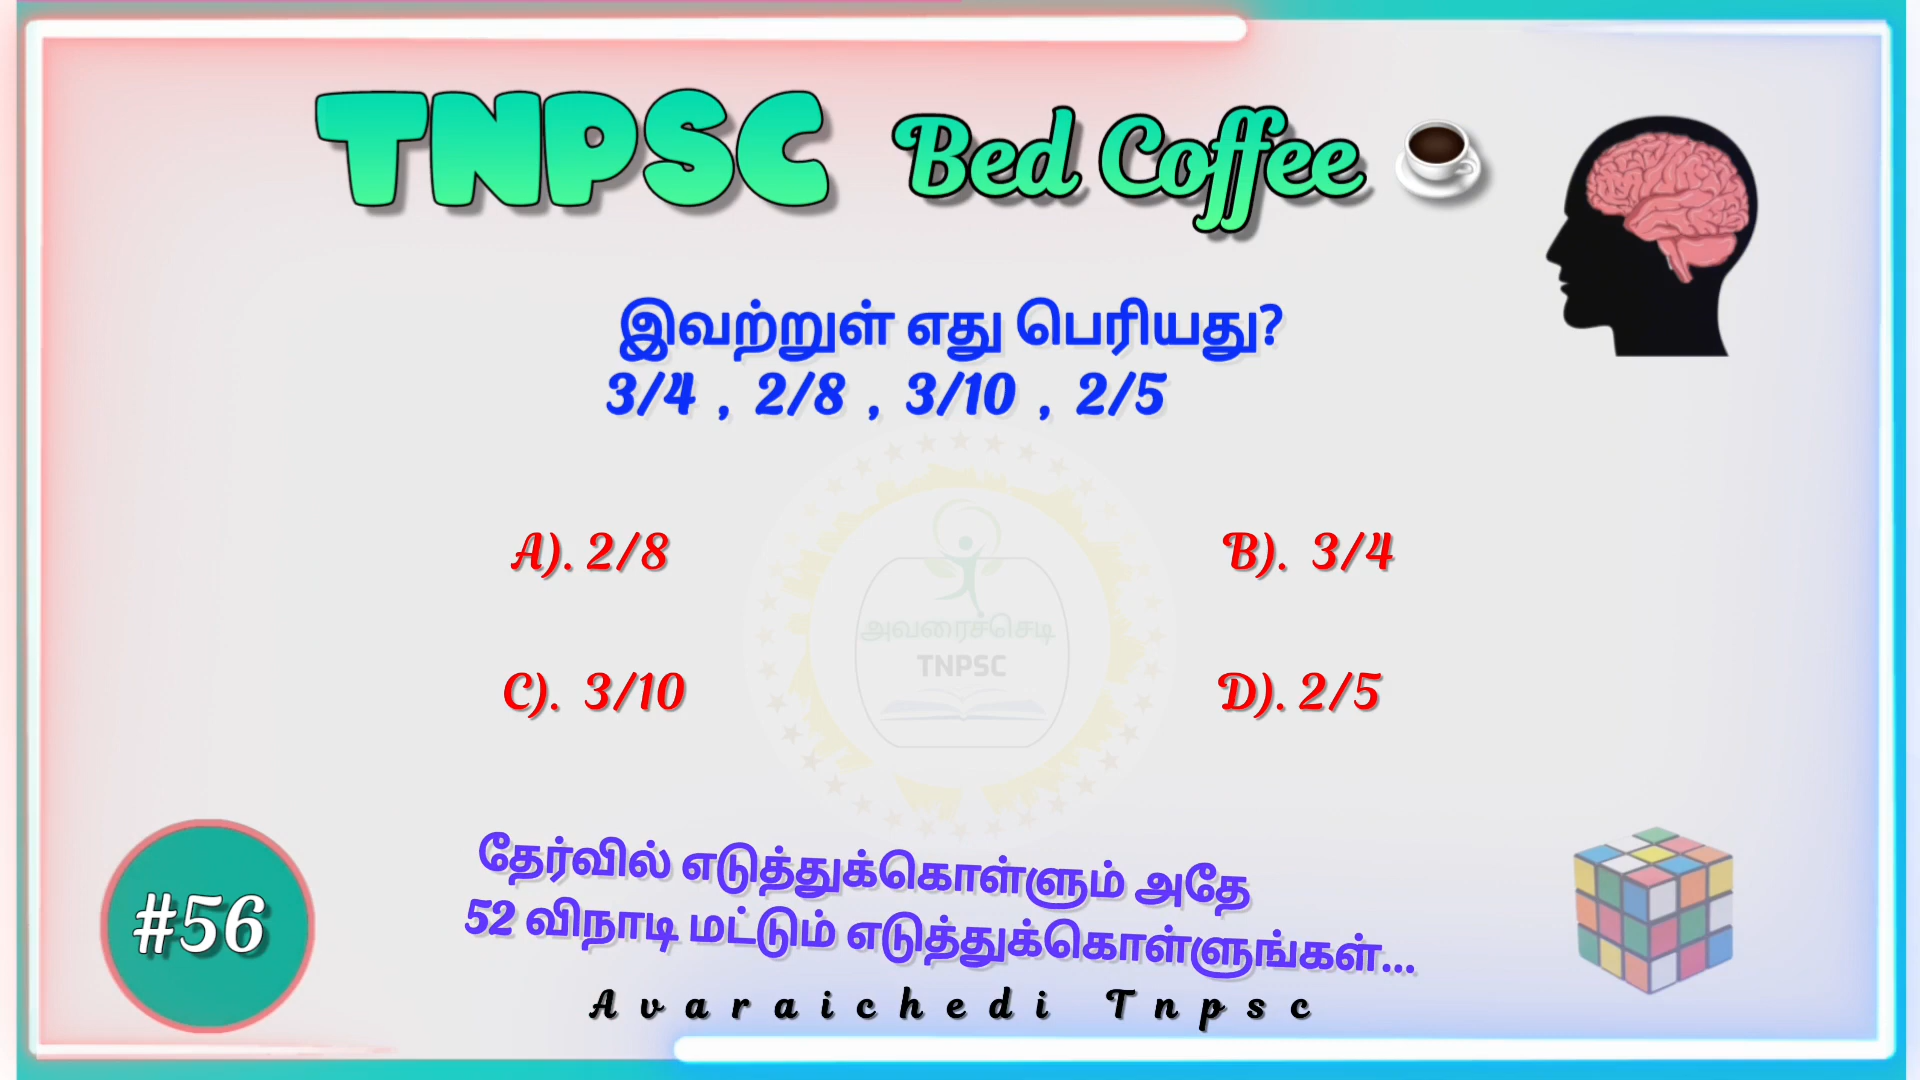 TNPSC Bed Coffee
இவற்றுள் எது பெரியது?
3/4 , 2/8 , 3/10 , 2/5
A). 2/8
B). 3/4
அவரைச்செடி
TNPSC
C). 3/10
D). 2/5
தேர்வில் எடுத்துக்கொள்ளும் அதே
52 விநாடி மட்டும் எடுத்துக்கொள்ளுங்கள்...
#56
Avaraichedi Tnpsc